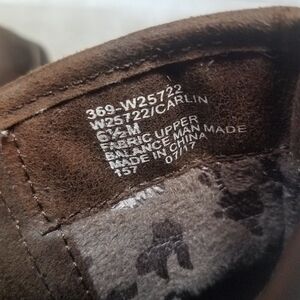 369-W25722
W25722/CARLIN
6½M
FABRIC UPPER
BALANCE MAN MADE
MADE IN CHINA
157 07/17